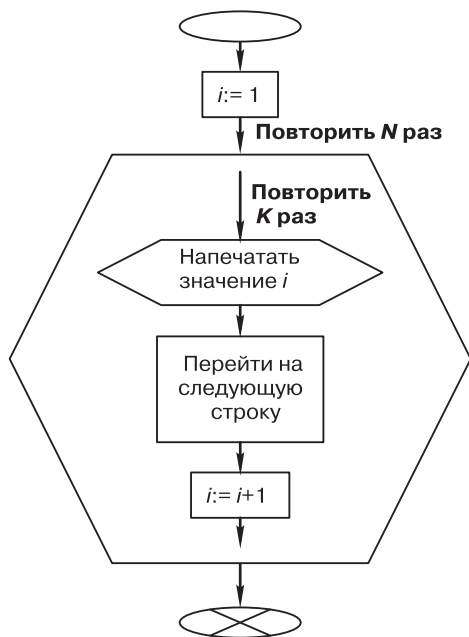 i:= 1
Повторить N раз
Повторить
K раз
Напечатать
значение i
Перейти на
следующую
строку
i:= i+1